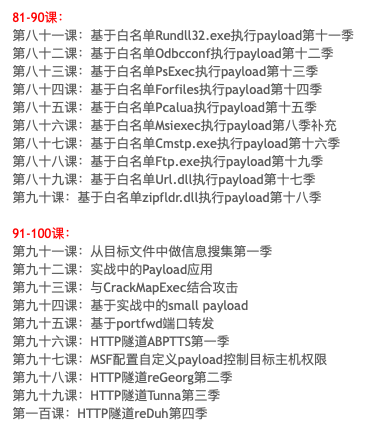 81-90课:
第八十一课：基于白名单Rundll32.exe执行payload第十一季
第八十二课：基于白名单Odbcconf执行payload第十二季
第八十三课：基于白名单PsExec执行payload第十三季
第八十四课：基于白名单Forfiles执行payload第十四季
第八十五课：基于白名单Pcalua执行payload第十五季
第八十六课：基于白名单Msiexec执行payload第八季补充
第八十七课：基于白名单Cmstp.exe执行payload第十六季
第八十八课：基于白名单Ftp.exe执行payload第十九季
第八十九课：基于白名单Url.dll执行payload第十七季
第九十课：基于白名单zipfldr.dll执行payload第十八季
91-100课:
第九十一课：从目标文件中做信息搜集第一季
第九十二课：实战中的Payload应用
第九十三课：与CrackMapExec结合攻击
第九十四课：基于实战中的small payload
第九十五课：基于portfwd端口转发
第九十六课：HTTP隧道ABPTTS第一季
第九十七课：MSF配置自定义payload控制目标主机权限
第九十八课：HTTP隧道reGeorg第二季
第九十九课：HTTP隧道Tunna第三季
第一百课：HTTP隧道reDuh第四季